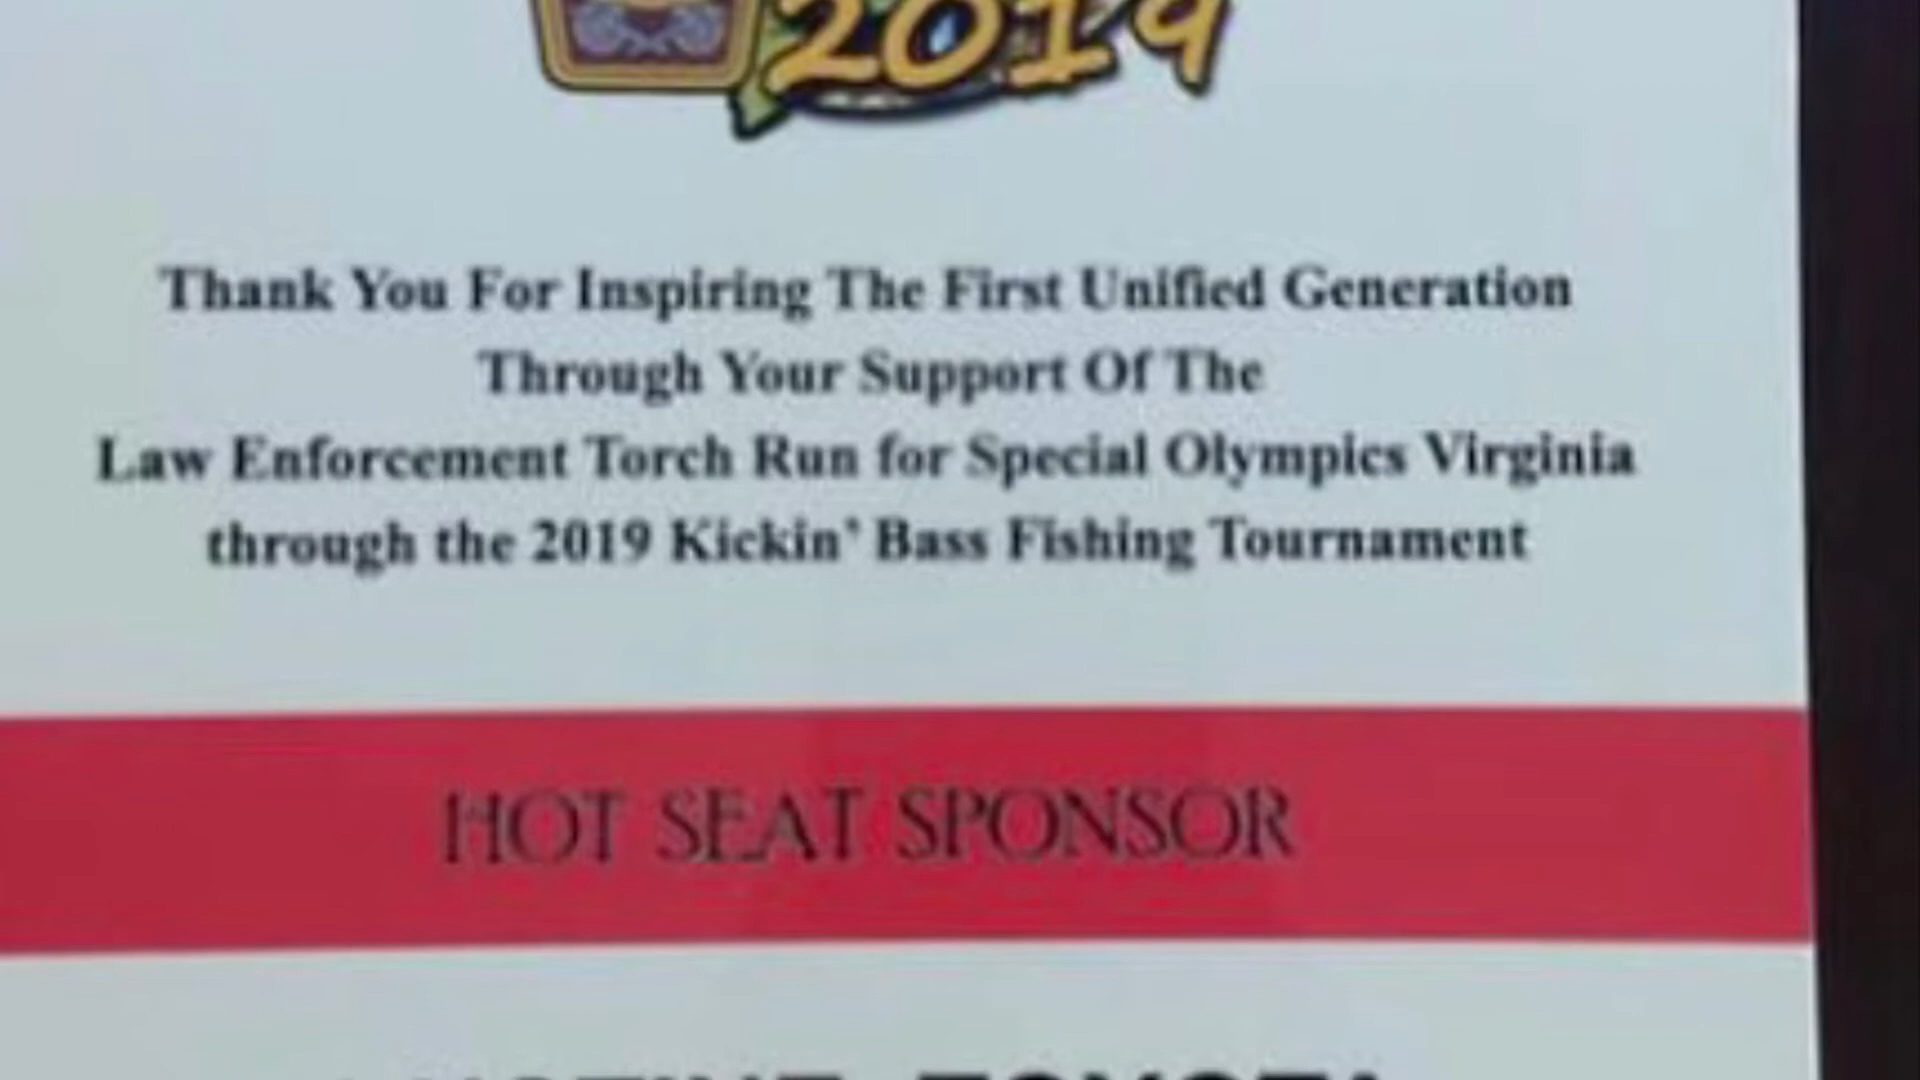 2019
Thank You For Inspiring The First Unified Generation
Through Your Support Of The
Law Enforcement Torch Run for Special Olympics Virginia
through the 2019 Kickin' Bass Fishing Tournament
HOT SEAT SPONSOR